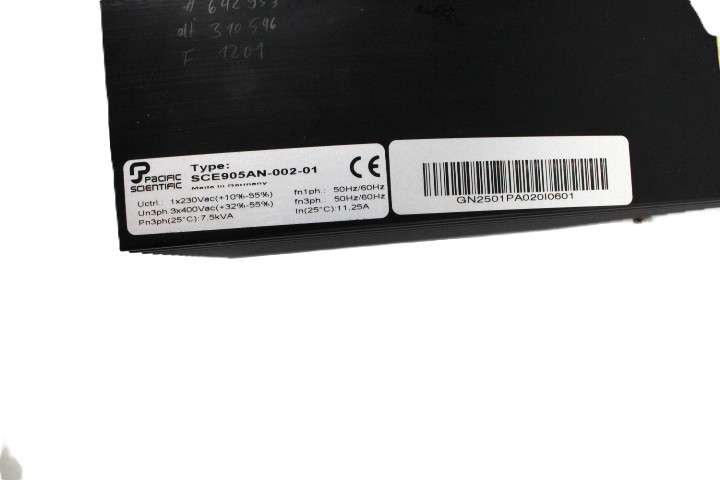 # 642953
alt 310596
F 1201
PACIFIC
SCIENTIFIC
Type:
SCE905AN-002-01
Made in Germany
CE
Uctrl.: 1x230Vac(+10%-55%) fn1ph.: 50Hz/60Hz
Un3ph.3x400Vac(+32%-55%) fn3ph.: 50Hz/60Hz
Pn3ph(25°C):7.5kVA In(25°C):11.25A
GN2501PA020I0601